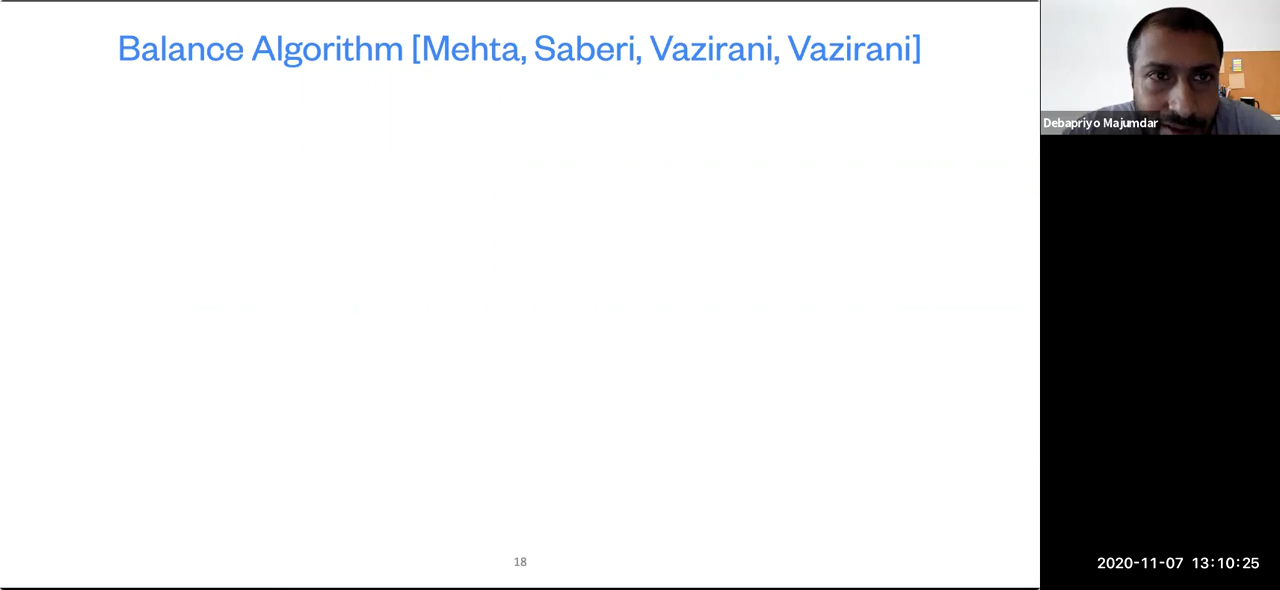 Balance Algorithm [Mehta, Saberi, Vazirani, Vazirani]
Debapriyo Majumdar
18
2020-11-07 13:10:25